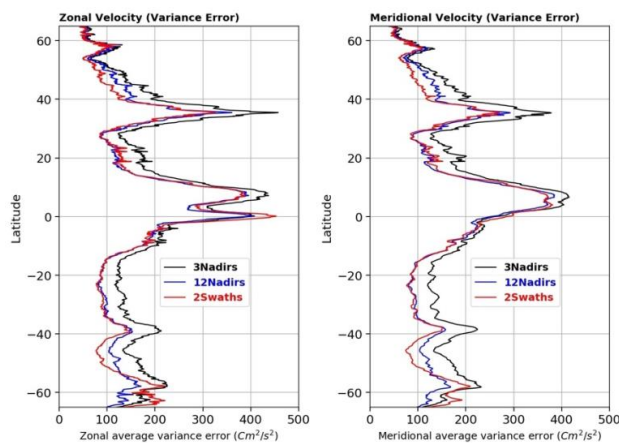 Zonal Velocity (Variance Error)
60
40
20
0
−20
−40
−60
Latitude
3Nadirs
12Nadirs
2Swaths
0 100 200 300 400 500
Zonal average variance error (Cm²/s²)
Meridional Velocity (Variance Error)
60
40
20
0
−20
−40
−60
Latitude
3Nadirs
12Nadirs
2Swaths
0 100 200 300 400 500
Meridional average variance error (Cm²/s²)